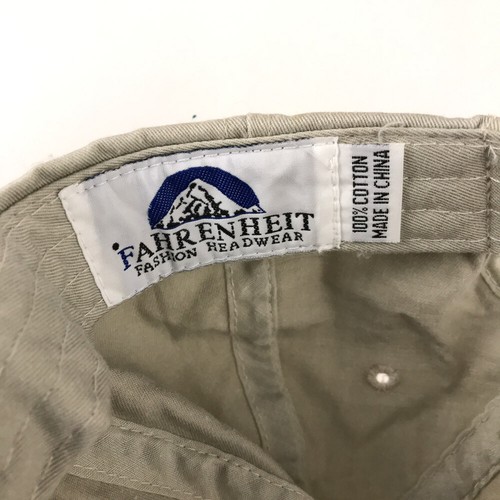 FAHRENHEIT
FASHION HEADWEAR
100% COTTON
MADE IN CHINA